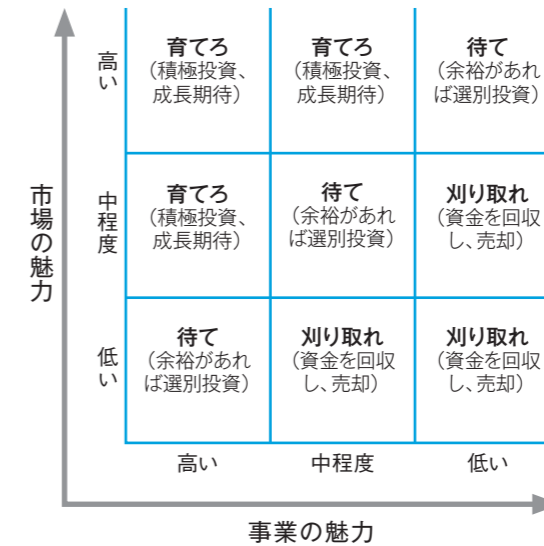 市場の魅力
高い
育てろ
(積極投資、
成長期待)
育てろ
(積極投資、
成長期待)
待て
(余裕があれ
ば選別投資)
中程度
育てろ
(積極投資、
成長期待)
待て
(余裕があれ
ば選別投資)
刈り取れ
(資金を回収
し、売却)
低い
待て
(余裕があれ
ば選別投資)
刈り取れ
(資金を回収
し、売却)
刈り取れ
(資金を回収
し、売却)
高い
中程度
低い
事業の魅力